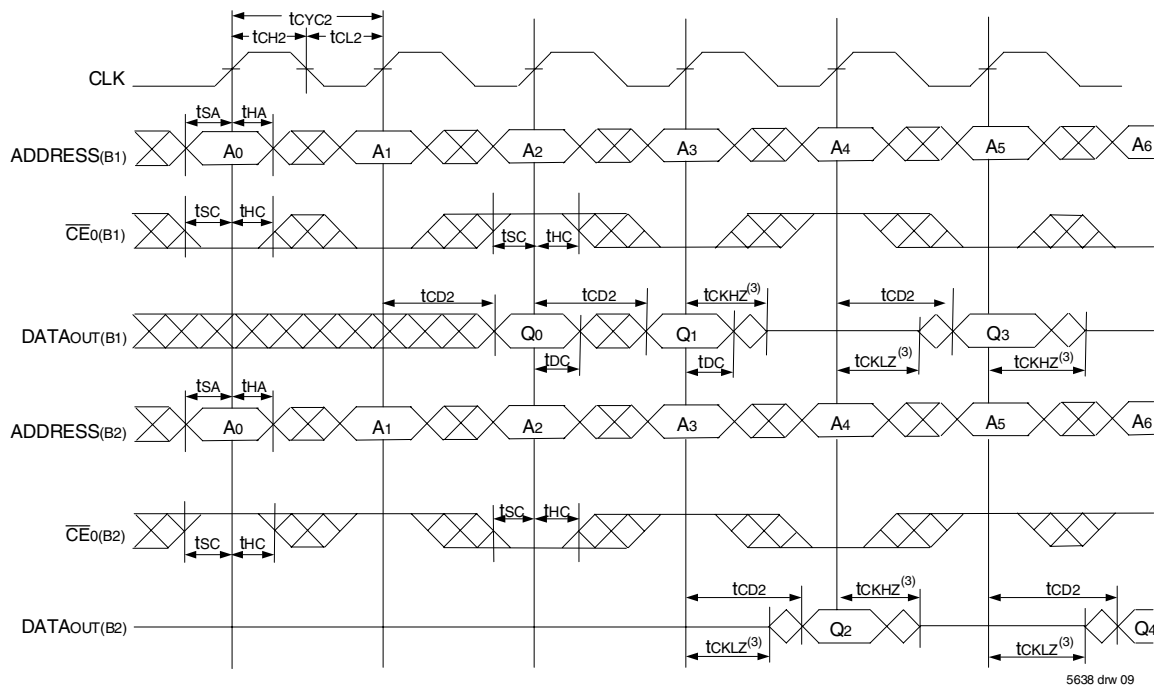 tCYC2
tCH2 tCL2
CLK
tSA tHA
ADDRESS(B1) A0 A1 A2 A3 A4 A5 A6
tSC tHC
CE0(B1)
tSC tHC
tCD2 tCD2 tCKHZ(3) tCD2
DATAOUT(B1) Q0 Q1 Q3
tDC tDC tCKLZ(3) tCKHZ(3)
tSA tHA
ADDRESS(B2) A0 A1 A2 A3 A4 A5 A6
tSC tHC
CE0(B2)
tSC tHC
tCD2 tCKHZ(3) tCD2
DATAOUT(B2) Q2 Q4
tCKLZ(3) tCKLZ(3)
5638 drw 09